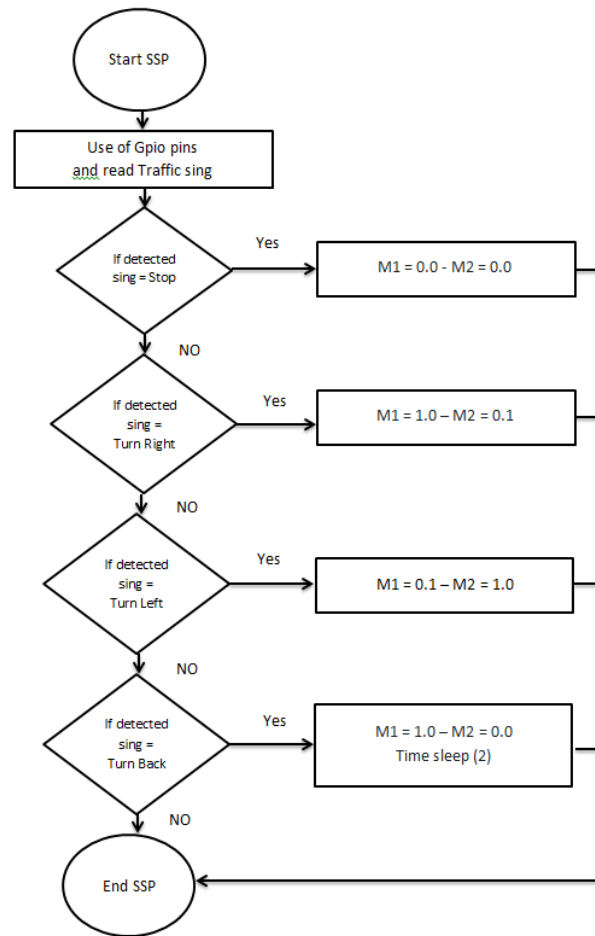 Start SSP
Use of Gpio pins
and read Traffic sing
If detected
sing = Stop
Yes
M1 = 0.0 - M2 = 0.0
NO
If detected
sing =
Turn Right
Yes
M1 = 1.0 – M2 = 0.1
NO
If detected
sing =
Turn Left
Yes
M1 = 0.1 – M2 = 1.0
NO
If detected
sing =
Turn Back
Yes
M1 = 1.0 – M2 = 0.0
Time sleep (2)
NO
End SSP